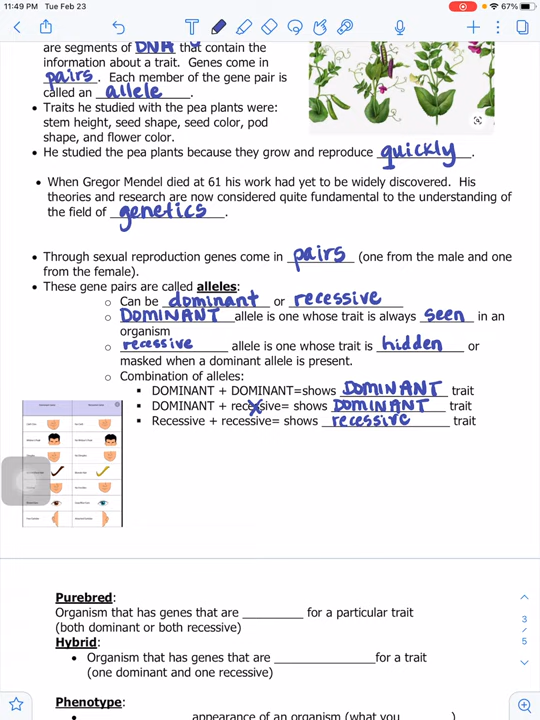 11:49 PM Tue Feb 23
67%
are segments of DNA that contain the
information about a trait. Genes come in
pairs. Each member of the gene pair is
called an allele.
• Traits he studied with the pea plants were:
stem height, seed shape, seed color, pod
shape, and flower color.
• He studied the pea plants because they grow and reproduce quickly.
• When Gregor Mendel died at 61 his work had yet to be widely discovered. His
theories and research are now considered quite fundamental to the understanding of
the field of genetics.
• Through sexual reproduction genes come in pairs (one from the male and one
from the female).
• These gene pairs are called alleles:
o Can be dominant or recessive
o DOMINANT allele is one whose trait is always seen in an
organism
o recessive allele is one whose trait is hidden or
masked when a dominant allele is present.
o Combination of alleles:
▪ DOMINANT + DOMINANT=shows DOMINANT trait
▪ DOMINANT + recessive= shows DOMINANT trait
▪ Recessive + recessive= shows recessive trait
Purebred:
Organism that has genes that are __________ for a particular trait
(both dominant or both recessive)
Hybrid:
• Organism that has genes that are _________________for a trait
(one dominant and one recessive)
Phenotype:
• ___________________ appearance of an organism (what you _________)
3
/
5